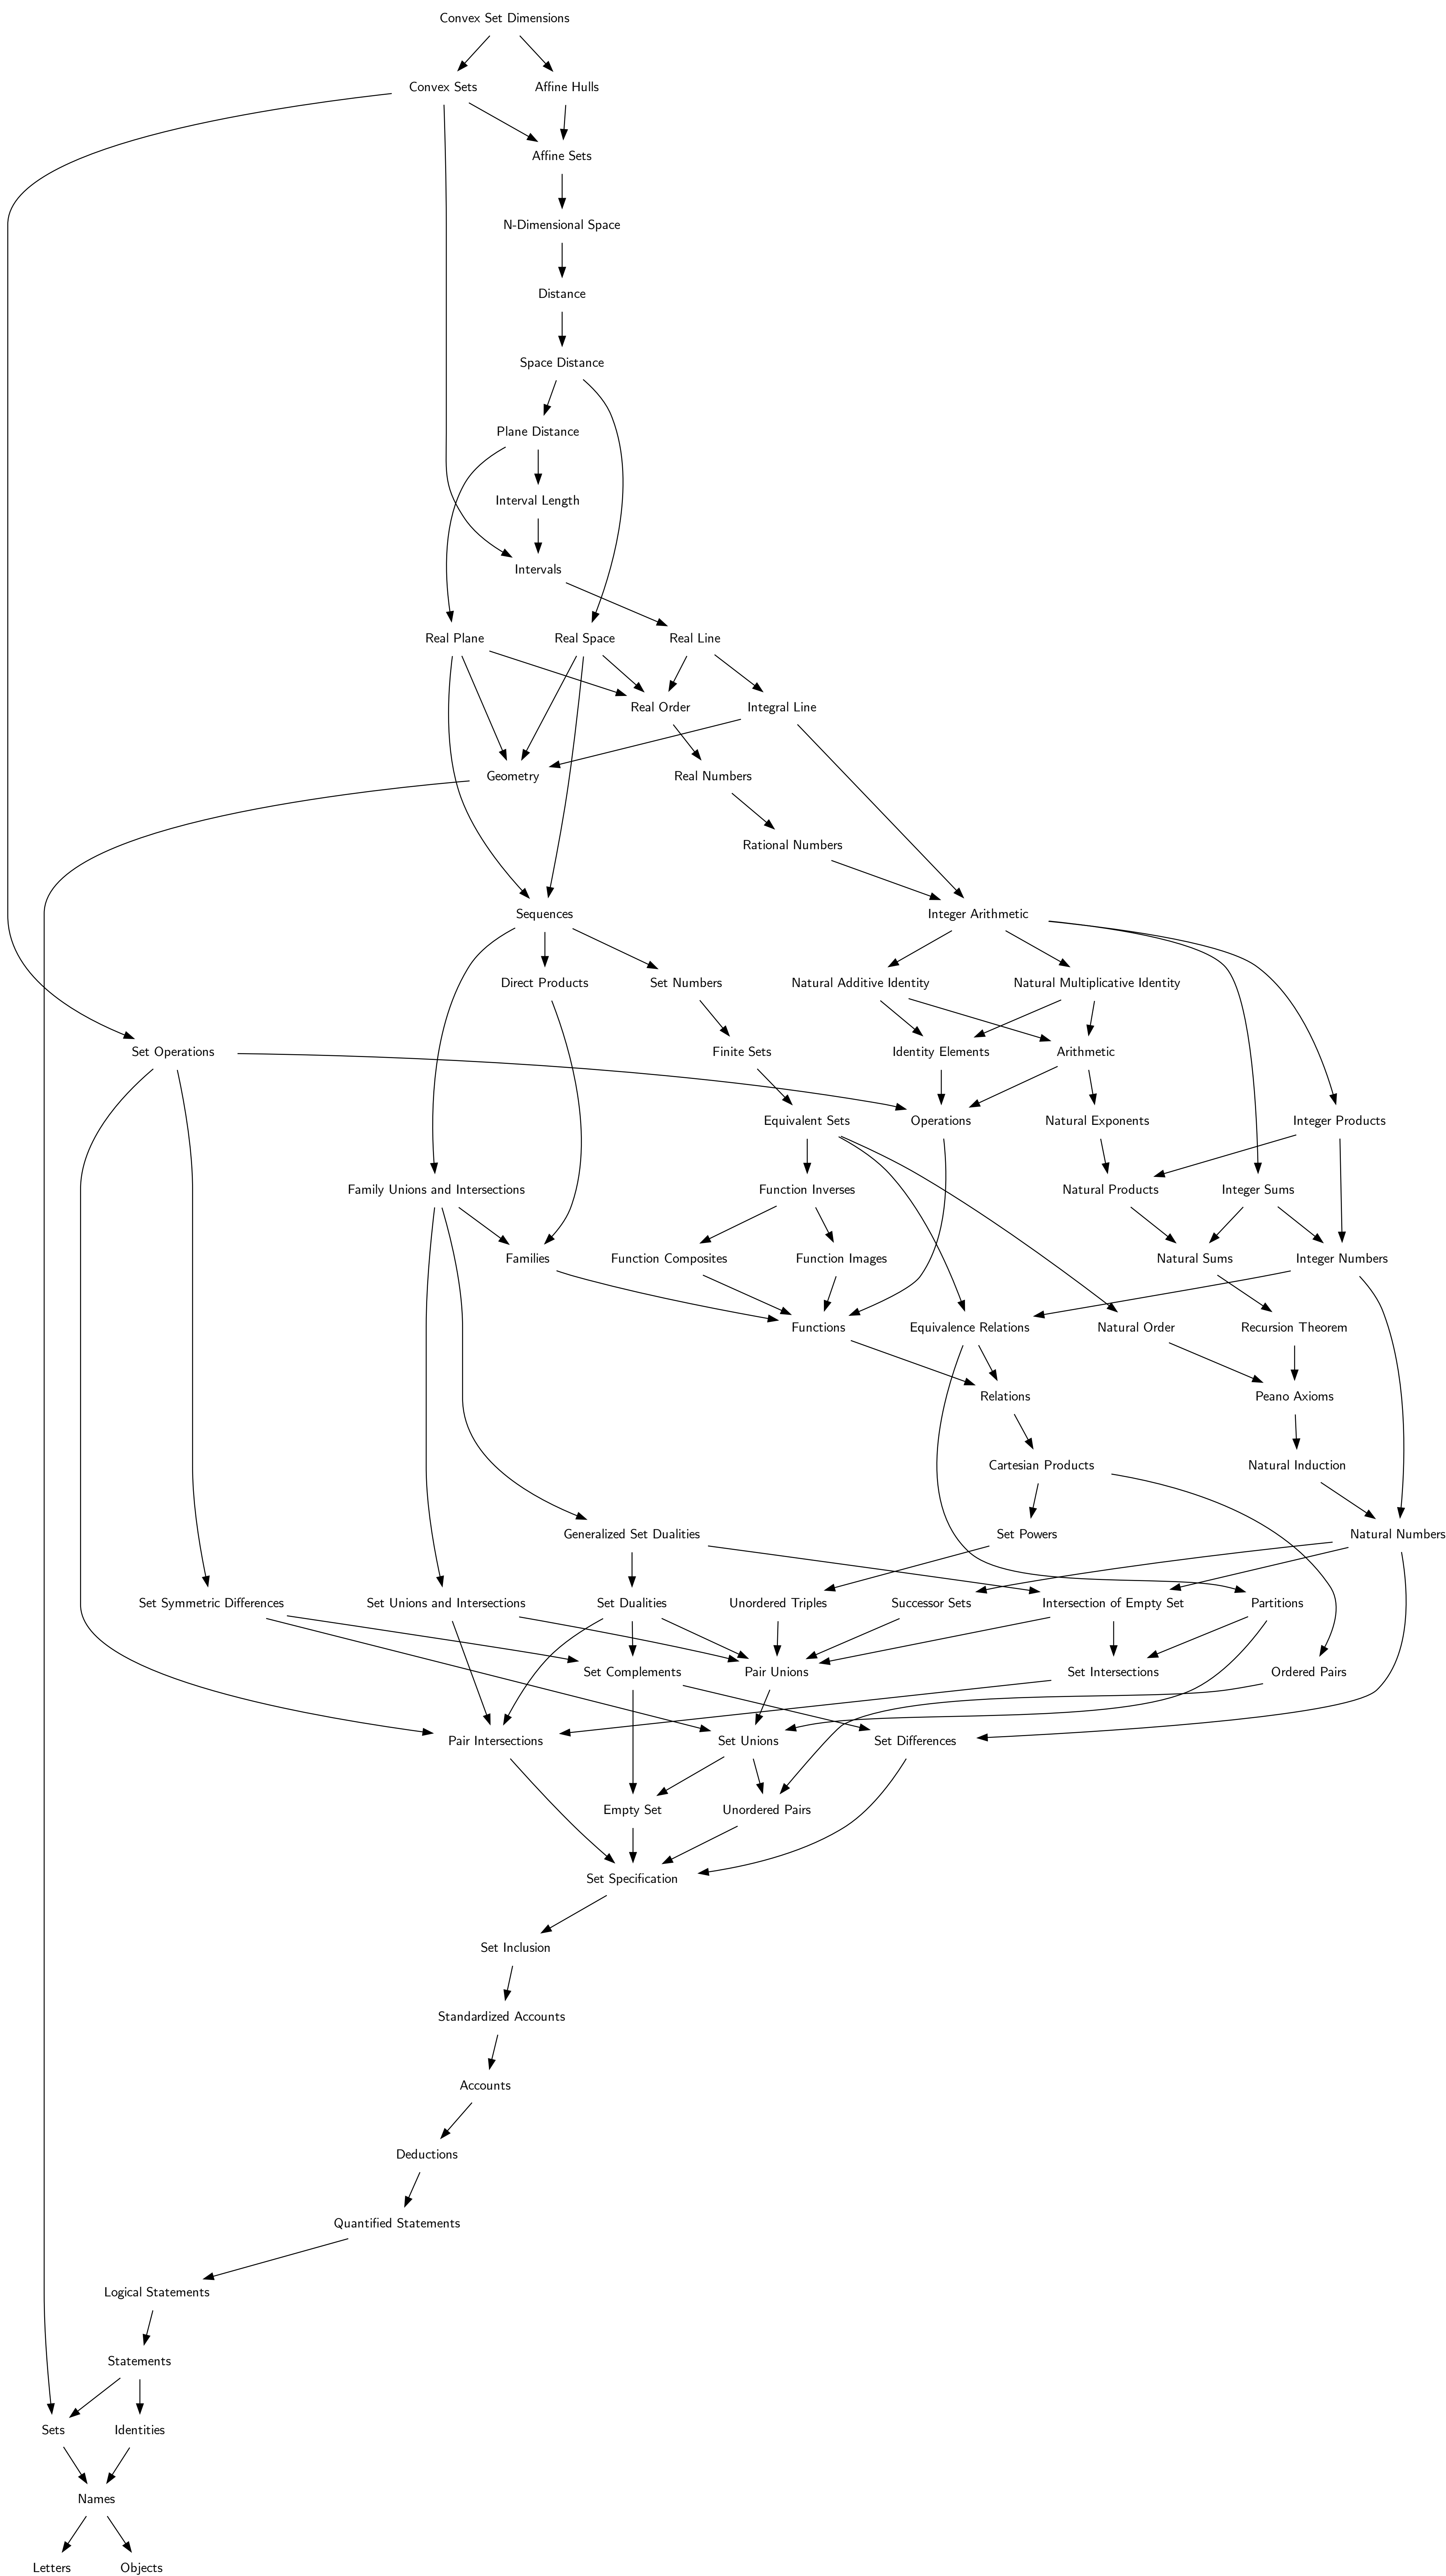 Convex Set Dimensions
Convex Sets
Affine Hulls
Affine Sets
N-Dimensional Space
Distance
Space Distance
Plane Distance
Interval Length
Intervals
Real Plane
Real Space
Real Line
Real Order
Integral Line
Geometry
Real Numbers
Rational Numbers
Sequences
Integer Arithmetic
Direct Products
Set Numbers
Natural Additive Identity
Natural Multiplicative Identity
Set Operations
Finite Sets
Identity Elements
Arithmetic
Equivalent Sets
Operations
Natural Exponents
Integer Products
Family Unions and Intersections
Function Inverses
Natural Products
Integer Sums
Families
Function Composites
Function Images
Natural Sums
Integer Numbers
Functions
Equivalence Relations
Natural Order
Recursion Theorem
Relations
Peano Axioms
Cartesian Products
Natural Induction
Generalized Set Dualities
Set Powers
Natural Numbers
Set Symmetric Differences
Set Unions and Intersections
Set Dualities
Unordered Triples
Successor Sets
Intersection of Empty Set
Partitions
Set Complements
Pair Unions
Set Intersections
Ordered Pairs
Pair Intersections
Set Unions
Set Differences
Empty Set
Unordered Pairs
Set Specification
Set Inclusion
Standardized Accounts
Accounts
Deductions
Quantified Statements
Logical Statements
Statements
Sets
Identities
Names
Letters
Objects